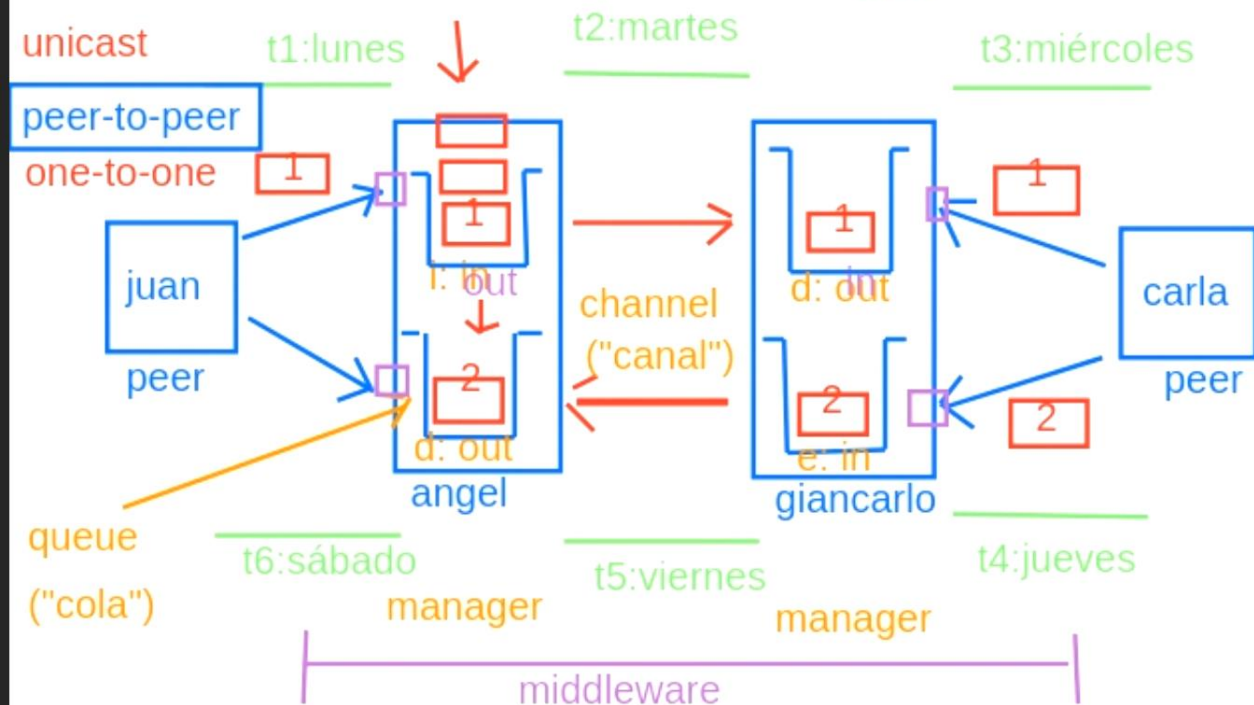 unicast
t1:lunes
t2:martes
t3:miércoles
peer-to-peer
one-to-one
1
1
1
1
juan
i: in
out
d: out
in
carla
channel
("canal")
peer
2
2
2
peer
d: out
e: in
angel
giancarlo
queue
("cola")
t6:sábado
t5:viernes
t4:jueves
manager
manager
middleware